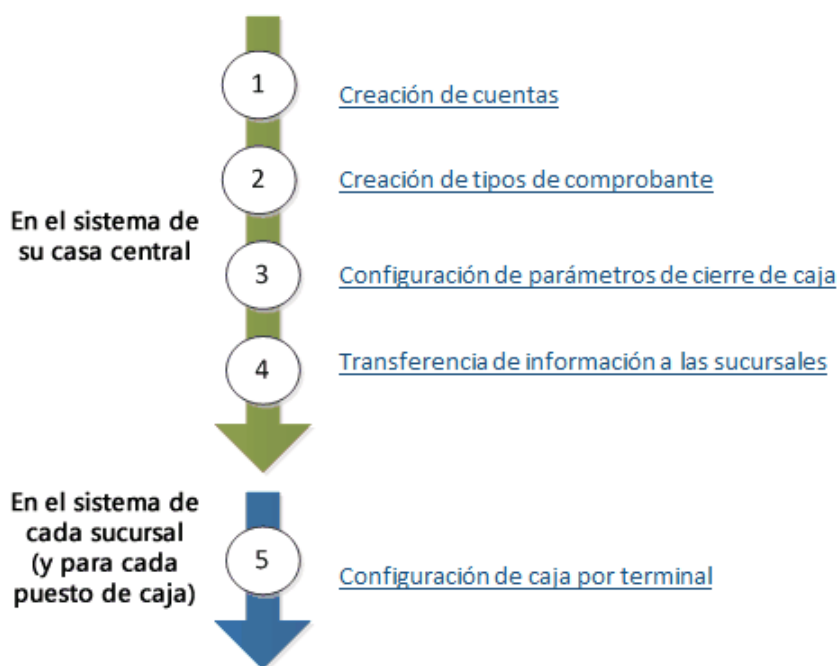 1
Creación de cuentas
2
Creación de tipos de comprobante
En el sistema de
su casa central
3
Configuración de parámetros de cierre de caja
4
Transferencia de información a las sucursales
En el sistema de
cada sucursal
(y para cada
puesto de caja)
5
Configuración de caja por terminal